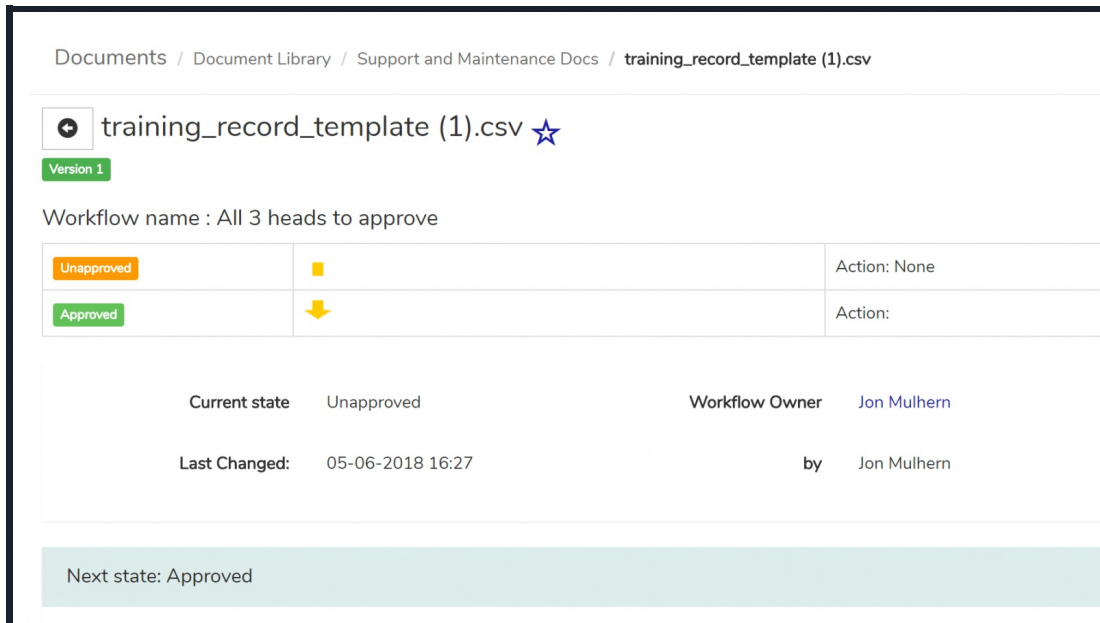 Documents / Document Library / Support and Maintenance Docs / training_record_template (1).csv
training_record_template (1).csv
Version 1
Workflow name : All 3 heads to approve
Unapproved Action: None
Approved Action:
Current state Unapproved Workflow Owner Jon Mulhern
Last Changed: 05-06-2018 16:27 by Jon Mulhern
Next state: Approved